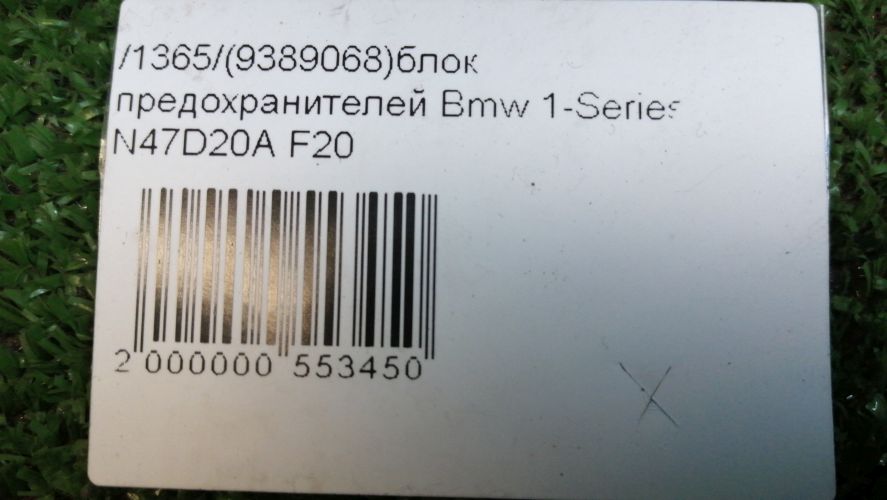 /1365/(9389068)блок
предохранителей Bmw 1-Series
N47D20A F20
2 000000 553450